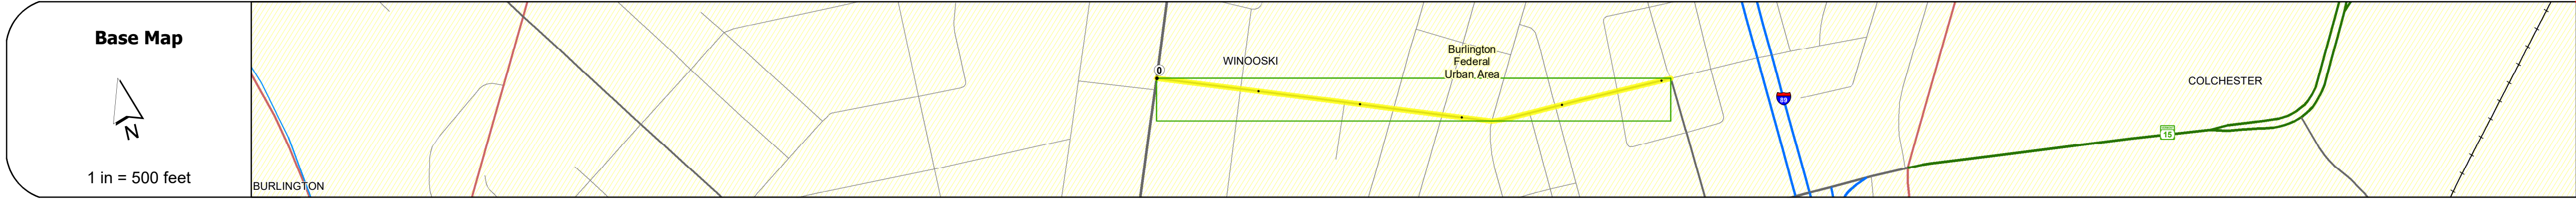 Base Map
N
1 in = 500 feet
BURLINGTON
0
WINOOSKI
Burlington
Federal
Urban Area
89
15
COLCHESTER